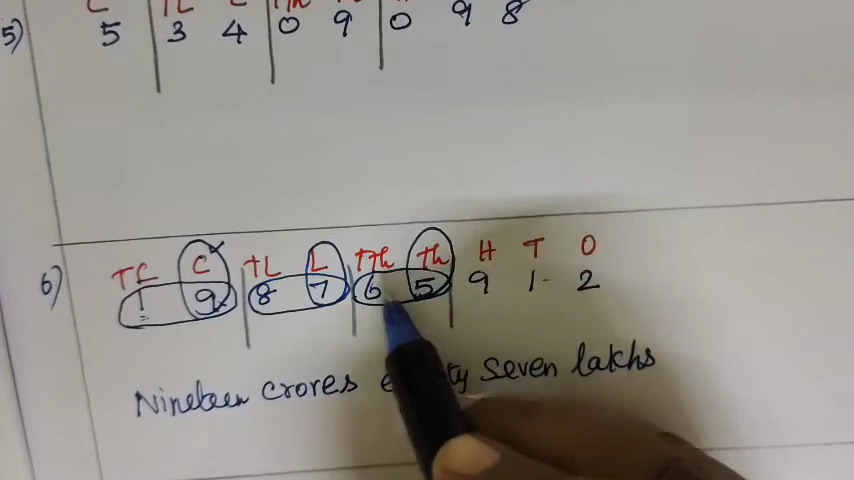 5) 5 3 4 0 9 0 9 8
6) TC C TL L TTh Th H T O
1 9 8 7 6 5 9 1 2
Nineteen crores seven lakhs